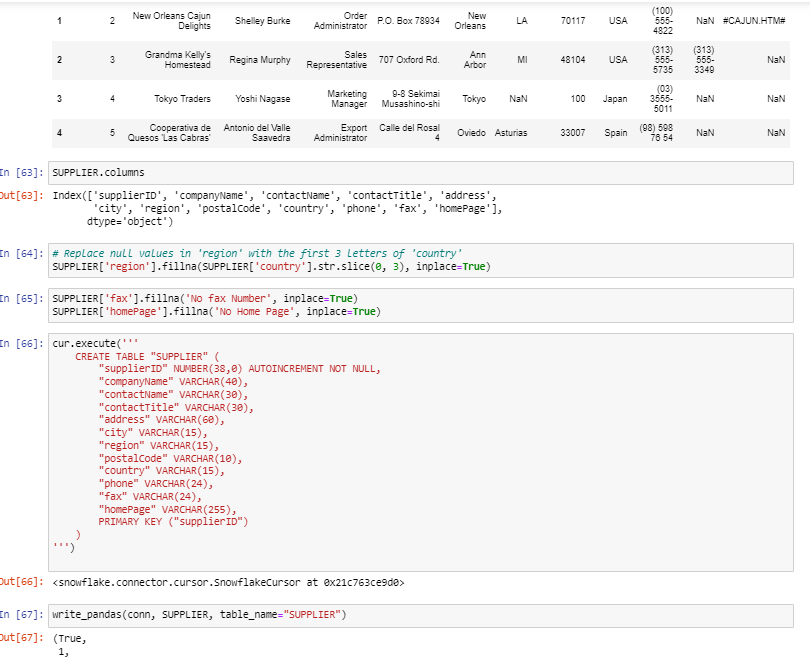 (100)
1 2 New Orleans Cajun Delights Shelley Burke Order Administrator P.O. Box 78934 New Orleans LA 70117 USA 555- NaN #CAJUN.HTM#
4822
2 3 Grandma Kelly's Homestead Regina Murphy Sales Representative 707 Oxford Rd. Ann Arbor MI 48104 USA (313) 555-5735 (313) 555-3349 NaN
3 4 Tokyo Traders Yoshi Nagase Marketing Manager 9-8 Sekimai Musashino-shi Tokyo NaN 100 Japan (03) 3555-5011 NaN NaN
4 5 Cooperativa de Quesos 'Las Cabras' Antonio del Valle Saavedra Export Administrator Calle del Rosal 4 Oviedo Asturias 33007 Spain (98) 598 76 54 NaN NaN
In [63]: SUPPLIER.columns
Out[63]: Index(['supplierID', 'companyName', 'contactName', 'contactTitle', 'address',
'city', 'region', 'postalCode', 'country', 'phone', 'fax', 'homePage'],
dtype='object')
In [64]: # Replace null values in 'region' with the first 3 letters of 'country'
SUPPLIER['region'].fillna(SUPPLIER['country'].str.slice(0, 3), inplace=True)
In [65]: SUPPLIER['fax'].fillna('No fax Number', inplace=True)
SUPPLIER['homePage'].fillna('No Home Page', inplace=True)
In [66]: cur.execute('''
CREATE TABLE "SUPPLIER" (
"supplierID" NUMBER(38,0) AUTOINCREMENT NOT NULL,
"companyName" VARCHAR(40),
"contactName" VARCHAR(30),
"contactTitle" VARCHAR(30),
"address" VARCHAR(60),
"city" VARCHAR(15),
"region" VARCHAR(15),
"postalCode" VARCHAR(10),
"country" VARCHAR(15),
"phone" VARCHAR(24),
"fax" VARCHAR(24),
"homePage" VARCHAR(255),
PRIMARY KEY ("supplierID")
)
''')
Out[66]: <snowflake.connector.cursor.SnowflakeCursor at 0x21c763ce9d0>
In [67]: write_pandas(conn, SUPPLIER, table_name="SUPPLIER")
Out[67]: (True,
1,